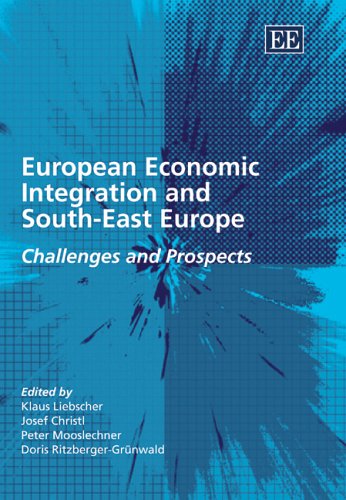 EE
European Economic
Integration and
South-East Europe
Challenges and Prospects
Edited by
Klaus Liebscher
Josef Christl
Peter Mooslechner
Doris Ritzberger-Grünwald